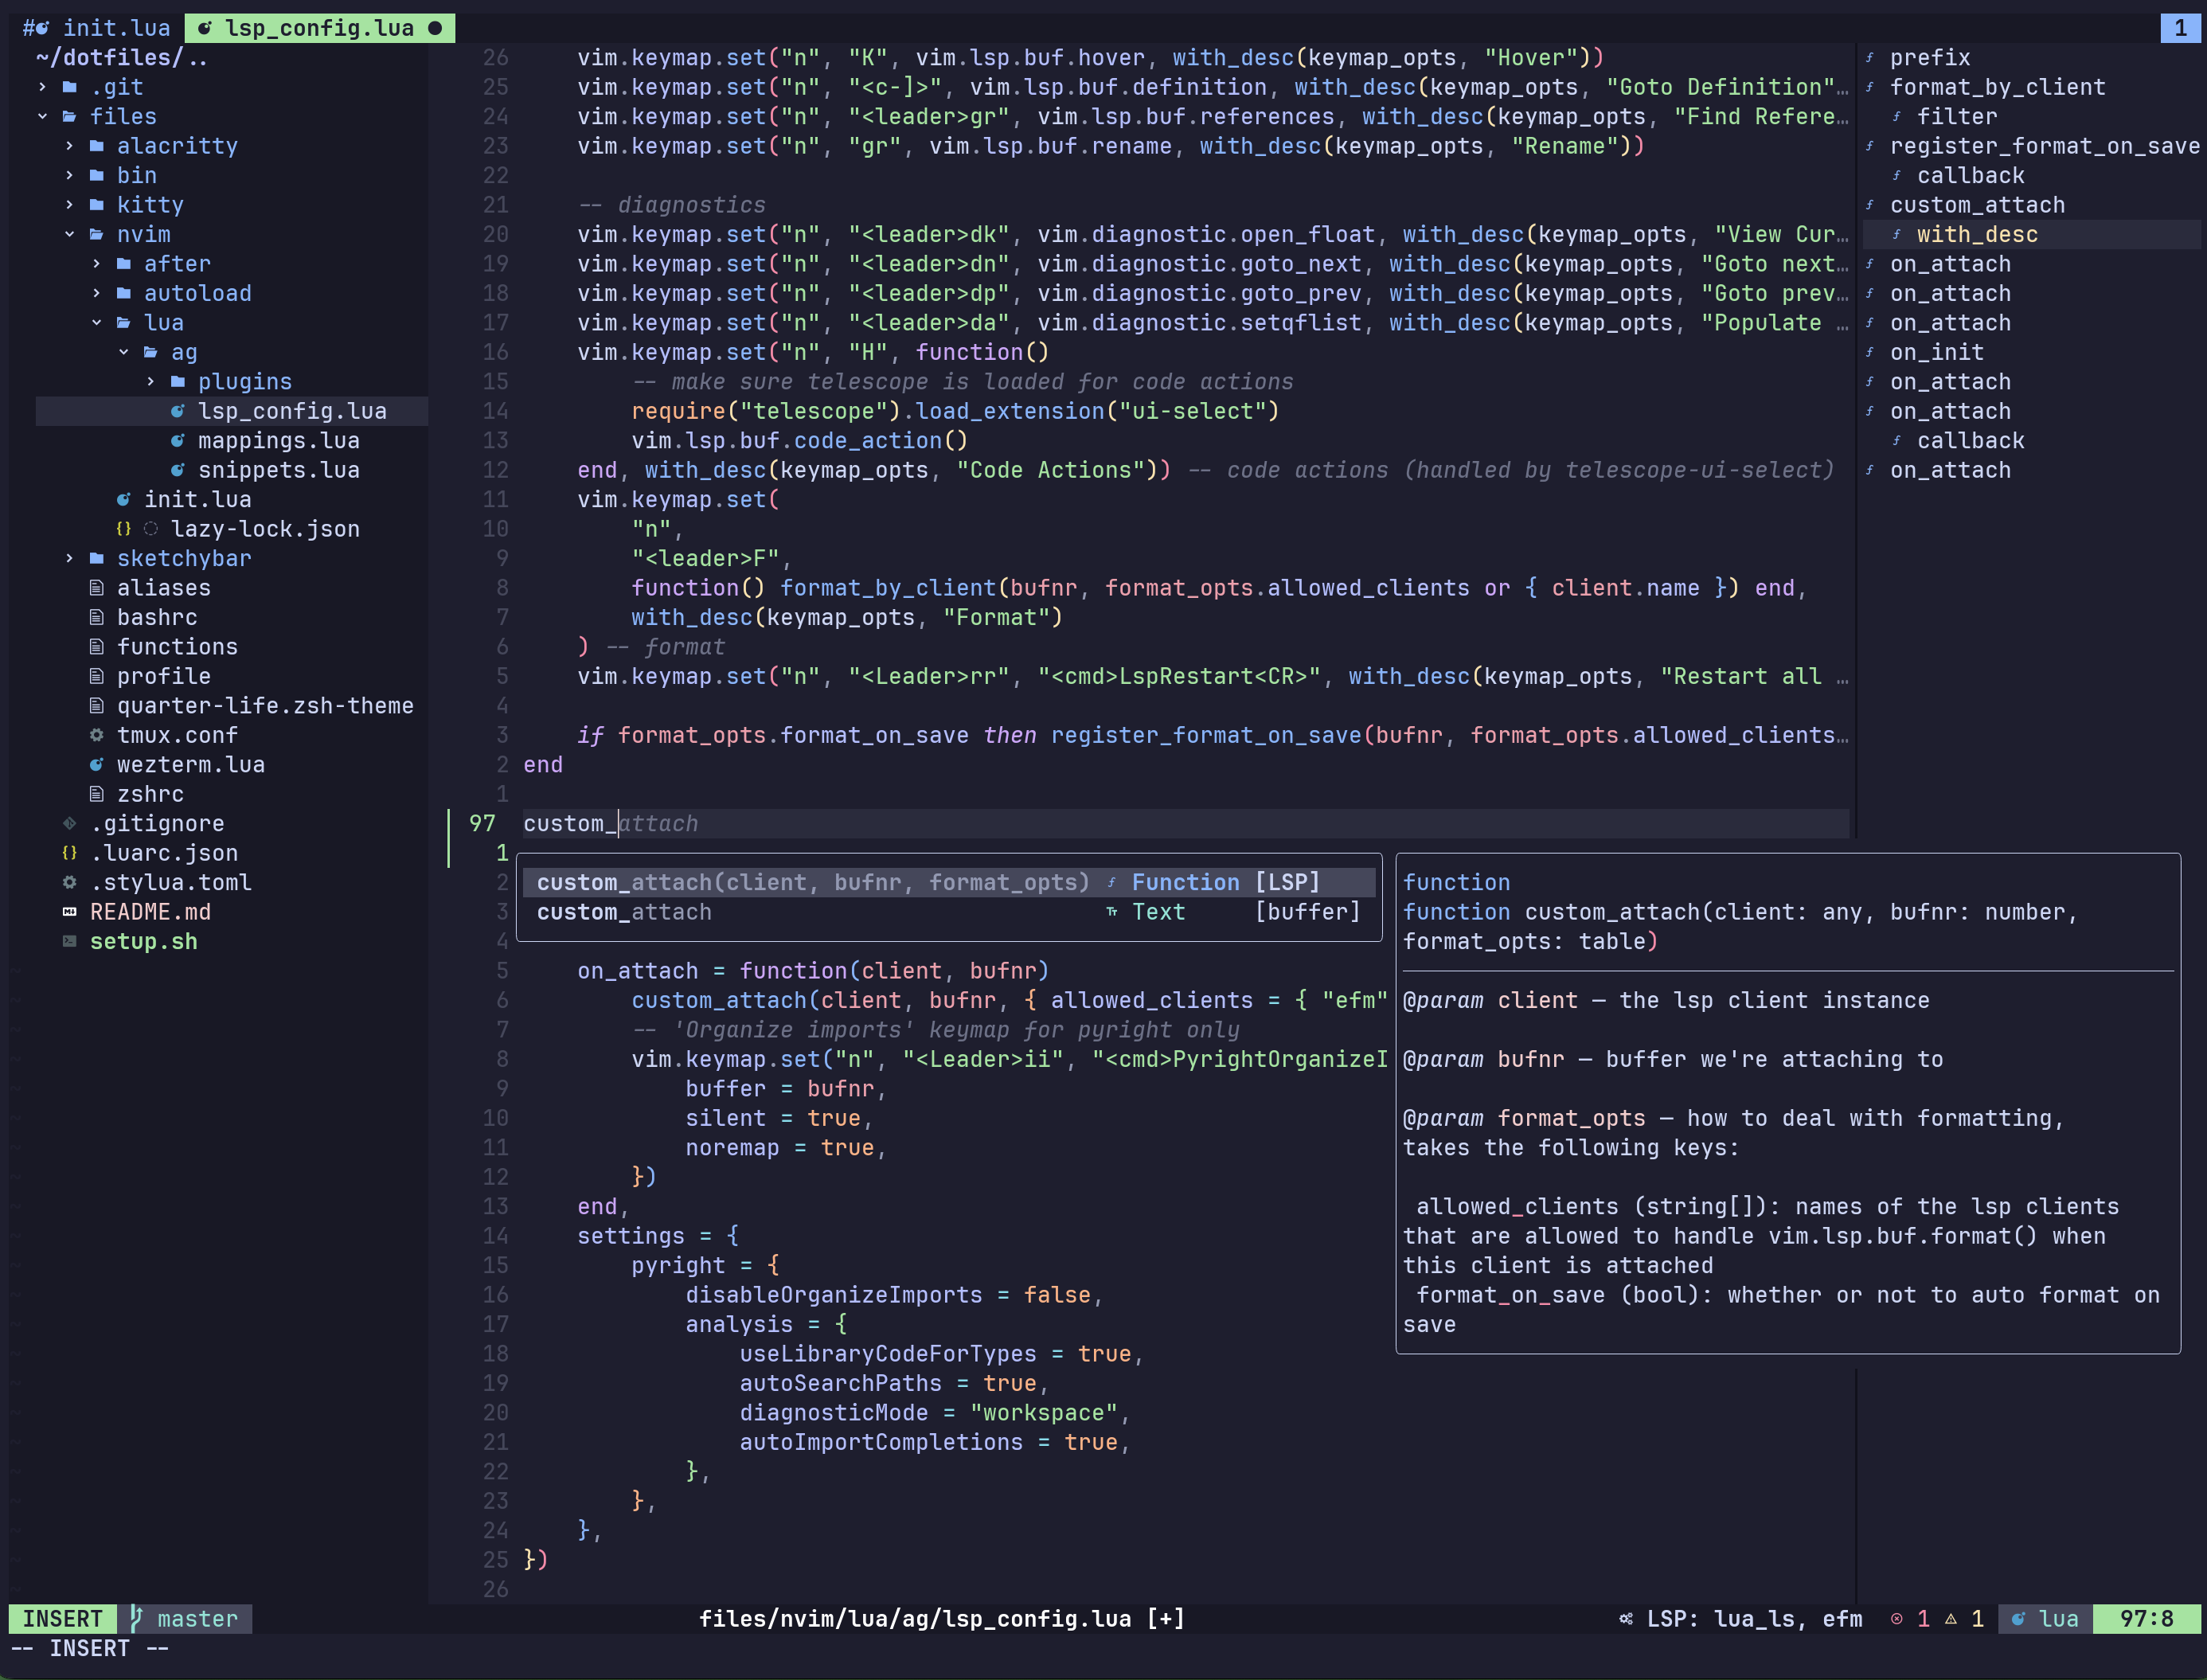 # init.lua lsp_config.lua ● 1
~/dotfiles/..
.git
files
alacritty
bin
kitty
nvim
after
autoload
lua
ag
plugins
lsp_config.lua
mappings.lua
snippets.lua
init.lua
{} lazy-lock.json
sketchybar
aliases
bashrc
functions
profile
quarter-life.zsh-theme
tmux.conf
wezterm.lua
zshrc
.gitignore
{} .luarc.json
.stylua.toml
README.md
setup.sh
26 vim.keymap.set("n", "K", vim.lsp.buf.hover, with_desc(keymap_opts, "Hover"))
25 vim.keymap.set("n", "<c-]>", vim.lsp.buf.definition, with_desc(keymap_opts, "Goto Definition"…
24 vim.keymap.set("n", "<leader>gr", vim.lsp.buf.references, with_desc(keymap_opts, "Find Refere…
23 vim.keymap.set("n", "gr", vim.lsp.buf.rename, with_desc(keymap_opts, "Rename"))
22
21 -- diagnostics
20 vim.keymap.set("n", "<leader>dk", vim.diagnostic.open_float, with_desc(keymap_opts, "View Cur…
19 vim.keymap.set("n", "<leader>dn", vim.diagnostic.goto_next, with_desc(keymap_opts, "Goto next…
18 vim.keymap.set("n", "<leader>dp", vim.diagnostic.goto_prev, with_desc(keymap_opts, "Goto prev…
17 vim.keymap.set("n", "<leader>da", vim.diagnostic.setqflist, with_desc(keymap_opts, "Populate …
16 vim.keymap.set("n", "H", function()
15 -- make sure telescope is loaded for code actions
14 require("telescope").load_extension("ui-select")
13 vim.lsp.buf.code_action()
12 end, with_desc(keymap_opts, "Code Actions")) -- code actions (handled by telescope-ui-select)
11 vim.keymap.set(
10 "n",
9 "<leader>F",
8 function() format_by_client(bufnr, format_opts.allowed_clients or { client.name }) end,
7 with_desc(keymap_opts, "Format")
6 ) -- format
5 vim.keymap.set("n", "<Leader>rr", "<cmd>LspRestart<CR>", with_desc(keymap_opts, "Restart all …
4
3 if format_opts.format_on_save then register_format_on_save(bufnr, format_opts.allowed_clients…
2 end
1
97 custom_attach
1
2 custom_attach(client, bufnr, format_opts) Function [LSP]
3 custom_attach Text [buffer]
4
5 on_attach = function(client, bufnr)
6 custom_attach(client, bufnr, { allowed_clients = { "efm"
7 -- 'Organize imports' keymap for pyright only
8 vim.keymap.set("n", "<Leader>ii", "<cmd>PyrightOrganizeI
9 buffer = bufnr,
10 silent = true,
11 noremap = true,
12 })
13 end,
14 settings = {
15 pyright = {
16 disableOrganizeImports = false,
17 analysis = {
18 useLibraryCodeForTypes = true,
19 autoSearchPaths = true,
20 diagnosticMode = "workspace",
21 autoImportCompletions = true,
22 },
23 },
24 },
25 })
26
function
function custom_attach(client: any, bufnr: number,
format_opts: table)
@param client — the lsp client instance
@param bufnr — buffer we're attaching to
@param format_opts — how to deal with formatting,
takes the following keys:
allowed_clients (string[]): names of the lsp clients
that are allowed to handle vim.lsp.buf.format() when
this client is attached
format_on_save (bool): whether or not to auto format on
save
prefix
format_by_client
filter
register_format_on_save
callback
custom_attach
with_desc
on_attach
on_attach
on_attach
on_init
on_attach
on_attach
callback
on_attach
INSERT master files/nvim/lua/ag/lsp_config.lua [+] LSP: lua_ls, efm 1 1 lua 97:8
-- INSERT --